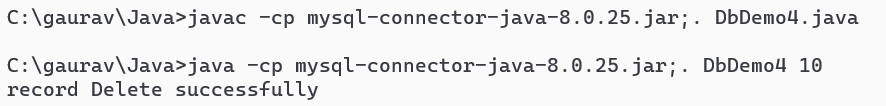 C:\gaurav\Java>javac -cp mysql-connector-java-8.0.25.jar;. DbDemo4.java
C:\gaurav\Java>java -cp mysql-connector-java-8.0.25.jar;. DbDemo4 10
record Delete successfully